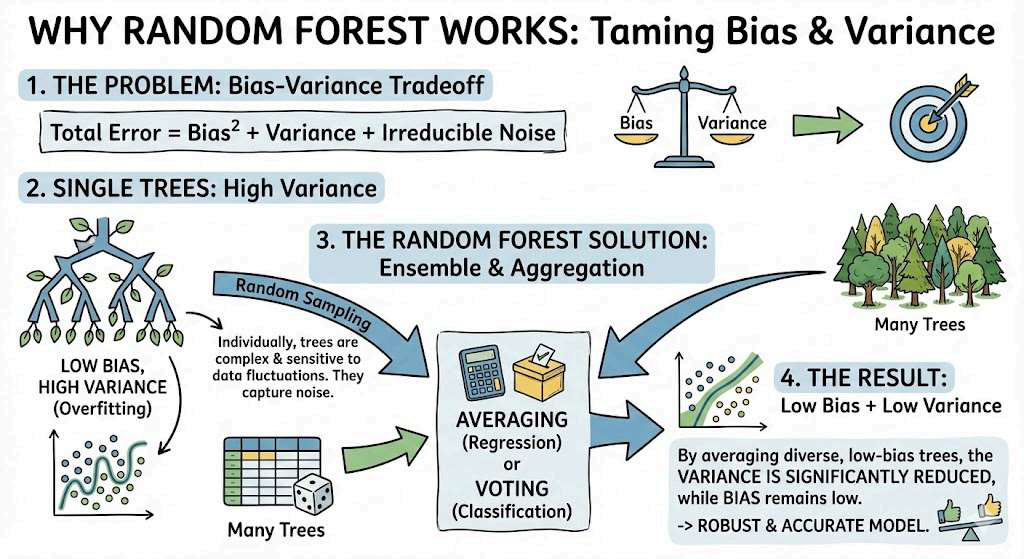 WHY RANDOM FOREST WORKS: Taming Bias & Variance
1. THE PROBLEM: Bias-Variance Tradeoff
Total Error = Bias² + Variance + Irreducible Noise
Bias
Variance
2. SINGLE TREES: High Variance
LOW BIAS,
HIGH VARIANCE
(Overfitting)
Random Sampling
Individually, trees are
complex & sensitive to
data fluctuations. They
capture noise.
Many Trees
3. THE RANDOM FOREST SOLUTION:
Ensemble & Aggregation
AVERAGING
(Regression)
or
VOTING
(Classification)
Many Trees
4. THE RESULT:
Low Bias + Low Variance
By averaging diverse, low-bias trees, the
VARIANCE IS SIGNIFICANTLY REDUCED,
while BIAS remains low.
-> ROBUST & ACCURATE MODEL.